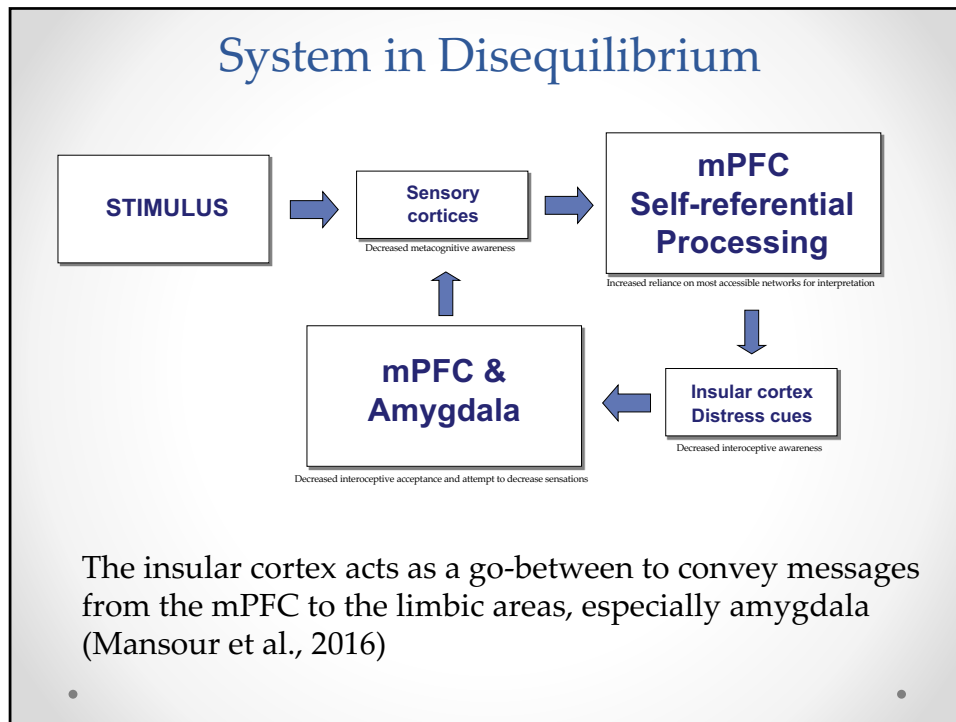 System in Disequilibrium
STIMULUS
Sensory
cortices
Decreased metacognitive awareness
mPFC
Self-referential
Processing
Increased reliance on most accessible networks for interpretation
mPFC &
Amygdala
Decreased interoceptive acceptance and attempt to decrease sensations
Insular cortex
Distress cues
Decreased interoceptive awareness
The insular cortex acts as a go-between to convey messages
from the mPFC to the limbic areas, especially amygdala
(Mansour et al., 2016)